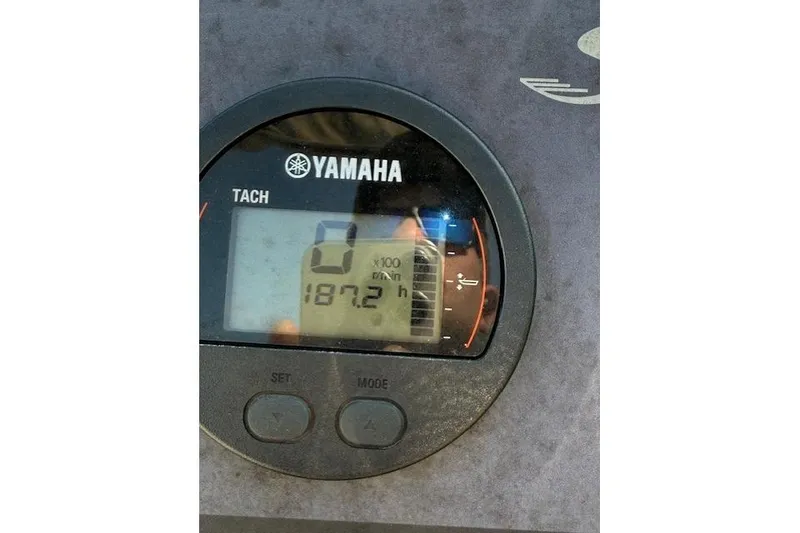 YAMAHA
TACH
0
x100
r/min
187.2 h
SET
MODE